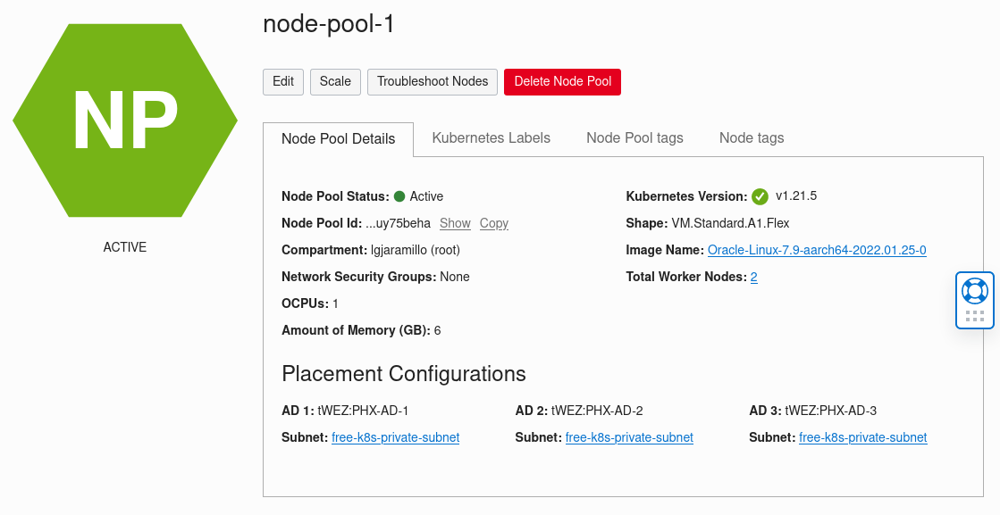 NP
ACTIVE
node-pool-1
Edit Scale Troubleshoot Nodes Delete Node Pool
Node Pool Details Kubernetes Labels Node Pool tags Node tags
Node Pool Status: Active
Node Pool Id: ...uy75beha Show Copy
Compartment: lgjaramillo (root)
Network Security Groups: None
OCPUs: 1
Amount of Memory (GB): 6
Kubernetes Version: v1.21.5
Shape: VM.Standard.A1.Flex
Image Name: Oracle-Linux-7.9-aarch64-2022.01.25-0
Total Worker Nodes: 2
Placement Configurations
AD 1: tWEZ:PHX-AD-1
Subnet: free-k8s-private-subnet
AD 2: tWEZ:PHX-AD-2
Subnet: free-k8s-private-subnet
AD 3: tWEZ:PHX-AD-3
Subnet: free-k8s-private-subnet